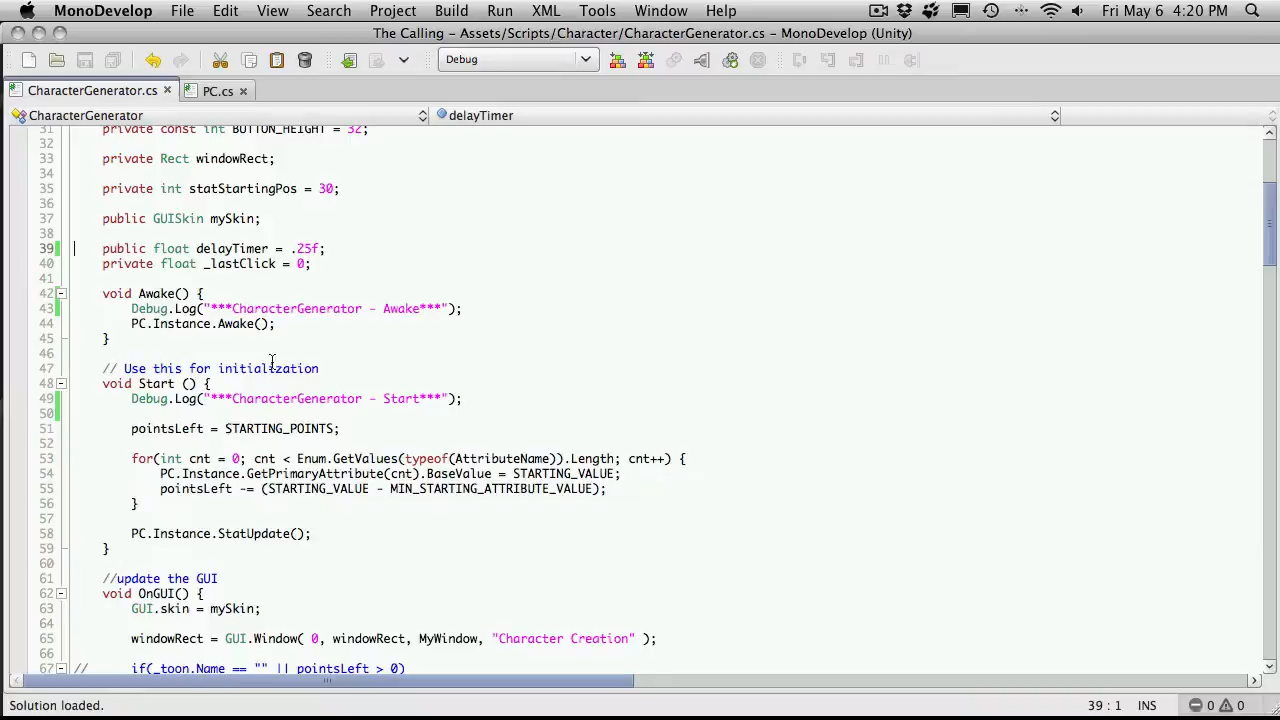 MonoDevelop File Edit View Search Project Build Run XML Tools Window Help Fri May 6 4:20 PM
The Calling - Assets/Scripts/Character/CharacterGenerator.cs - MonoDevelop (Unity)
Debug
CharacterGenerator.cs × PC.cs ×
CharacterGenerator delayTimer
31 private const int BUTTON_HEIGHT = 32;
32
33 private Rect windowRect;
34
35 private int statStartingPos = 30;
36
37 public GUISkin mySkin;
38
39 public float delayTimer = .25f;
40 private float _lastClick = 0;
41
42 void Awake() {
43 Debug.Log("***CharacterGenerator - Awake***");
44 PC.Instance.Awake();
45 }
46
47 // Use this for initialization
48 void Start () {
49 Debug.Log("***CharacterGenerator - Start***");
50
51 pointsLeft = STARTING_POINTS;
52
53 for(int cnt = 0; cnt < Enum.GetValues(typeof(AttributeName)).Length; cnt++) {
54 PC.Instance.GetPrimaryAttribute(cnt).BaseValue = STARTING_VALUE;
55 pointsLeft -= (STARTING_VALUE - MIN_STARTING_ATTRIBUTE_VALUE);
56 }
57
58 PC.Instance.StatUpdate();
59 }
60
61 //update the GUI
62 void OnGUI() {
63 GUI.skin = mySkin;
64
65 windowRect = GUI.Window( 0, windowRect, MyWindow, "Character Creation" );
66
67 // if(_toon.Name == "" || pointsLeft > 0)
Solution loaded. 39 : 1 INS 0 0